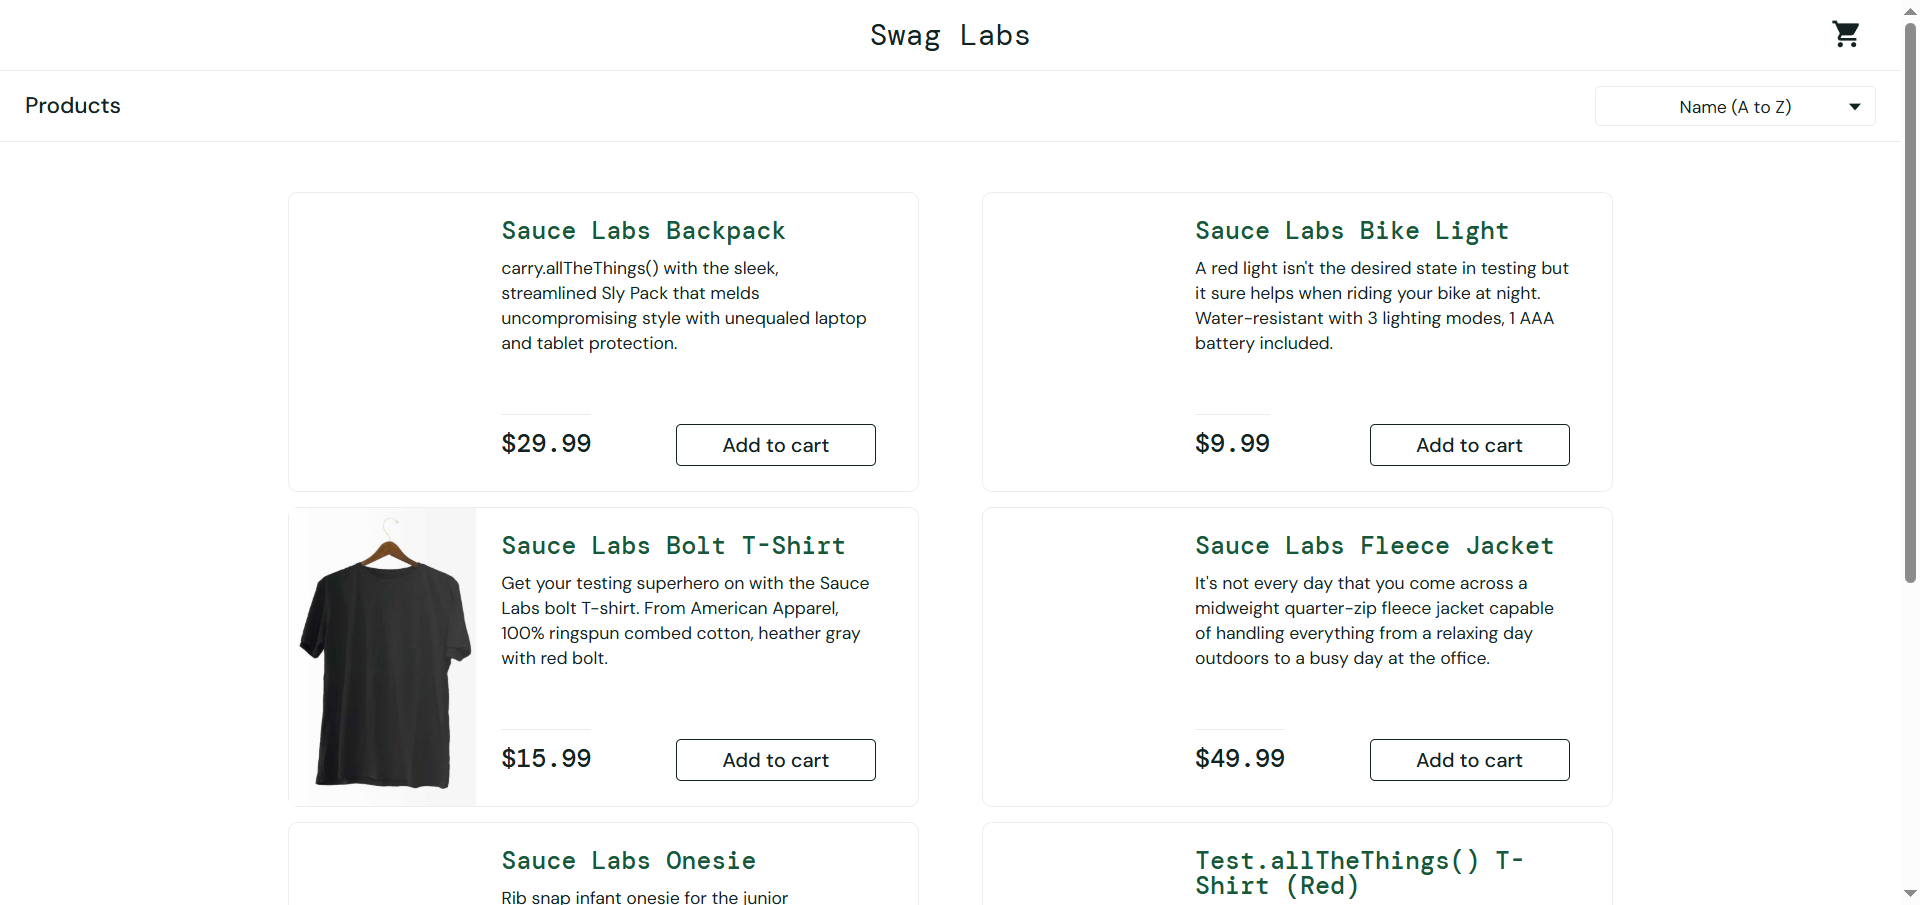 Swag Labs
Products
Name (A to Z)
Sauce Labs Backpack
carry.allTheThings() with the sleek,
streamlined Sly Pack that melds
uncompromising style with unequaled laptop
and tablet protection.
$29.99
Add to cart
Sauce Labs Bike Light
A red light isn't the desired state in testing but
it sure helps when riding your bike at night.
Water-resistant with 3 lighting modes, 1 AAA
battery included.
$9.99
Add to cart
Sauce Labs Bolt T-Shirt
Get your testing superhero on with the Sauce
Labs bolt T-shirt. From American Apparel,
100% ringspun combed cotton, heather gray
with red bolt.
$15.99
Add to cart
Sauce Labs Fleece Jacket
It's not every day that you come across a
midweight quarter-zip fleece jacket capable
of handling everything from a relaxing day
outdoors to a busy day at the office.
$49.99
Add to cart
Sauce Labs Onesie
Rib snap infant onesie for the junior
Test.allTheThings() T-
Shirt (Red)